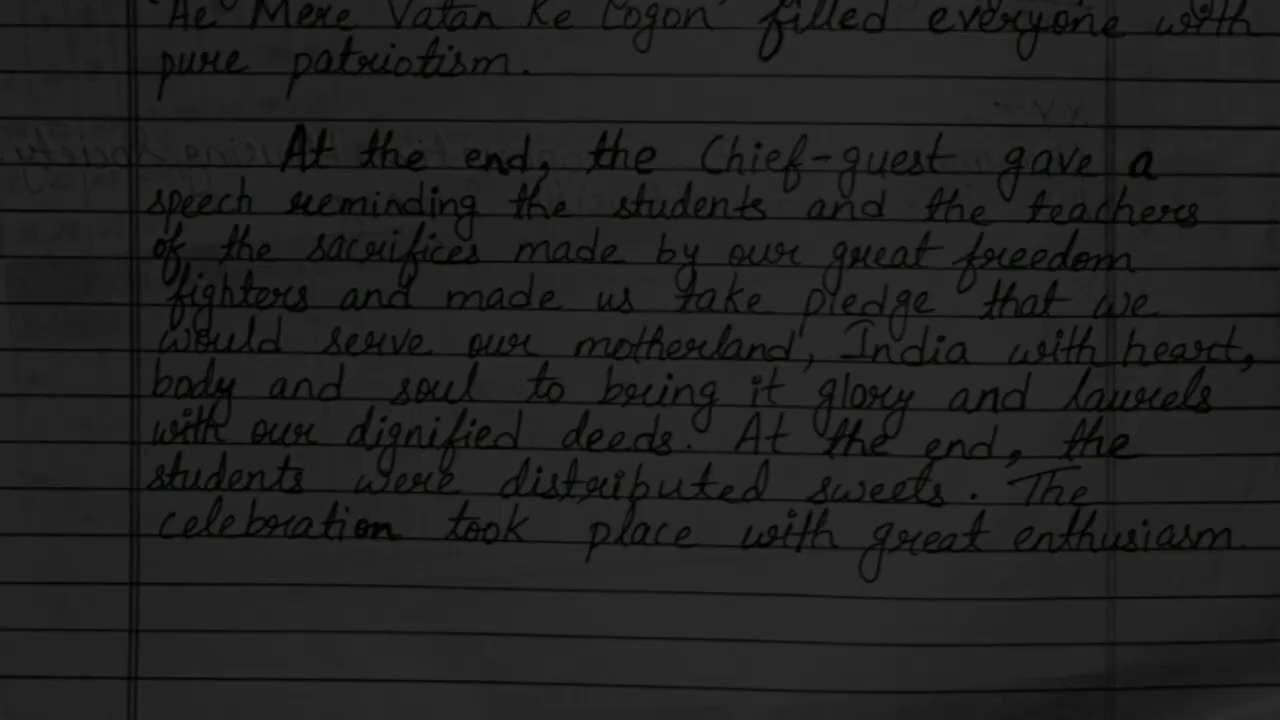 "Ae Mere Vatan Ke Logon" filled everyone with
pure patriotism.
At the end, the Chief-guest gave a
speech reminding the students and the teachers
of the sacrifices made by our great freedom
fighters and made us take pledge that we
would serve our motherland, India with heart,
body and soul to bring it glory and laurels
with our dignified deeds. At the end, the
students were distributed sweets. The
celebration took place with great enthusiasm.